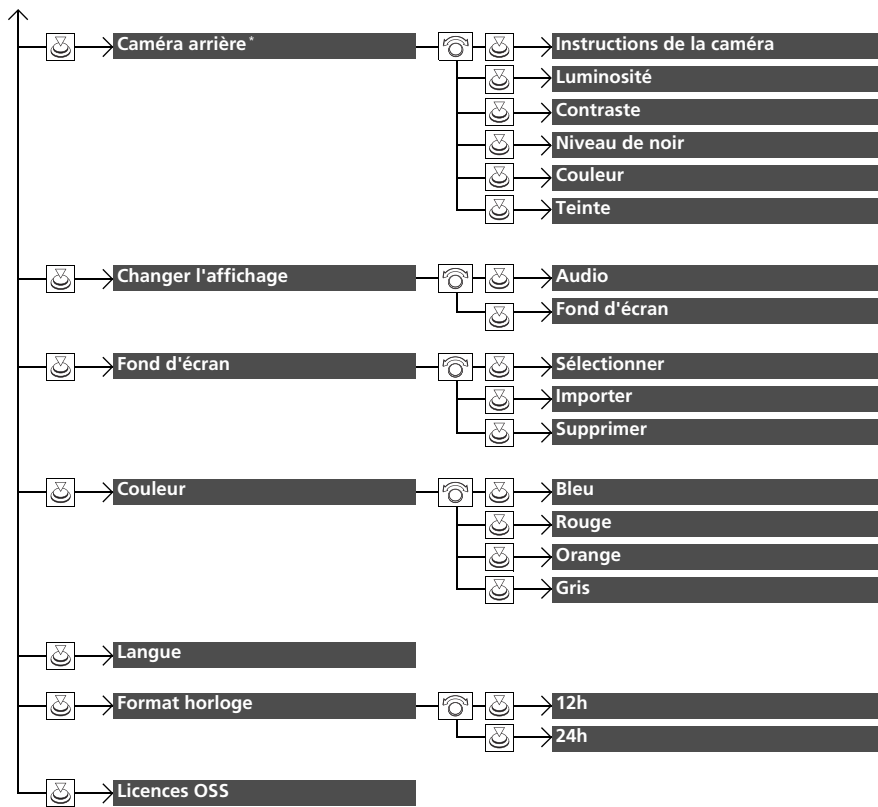 Caméra arrière*
Instructions de la caméra
Luminosité
Contraste
Niveau de noir
Couleur
Teinte
Changer l'affichage
Audio
Fond d'écran
Fond d'écran
Sélectionner
Importer
Supprimer
Couleur
Bleu
Rouge
Orange
Gris
Langue
Format horloge
12h
24h
Licences OSS